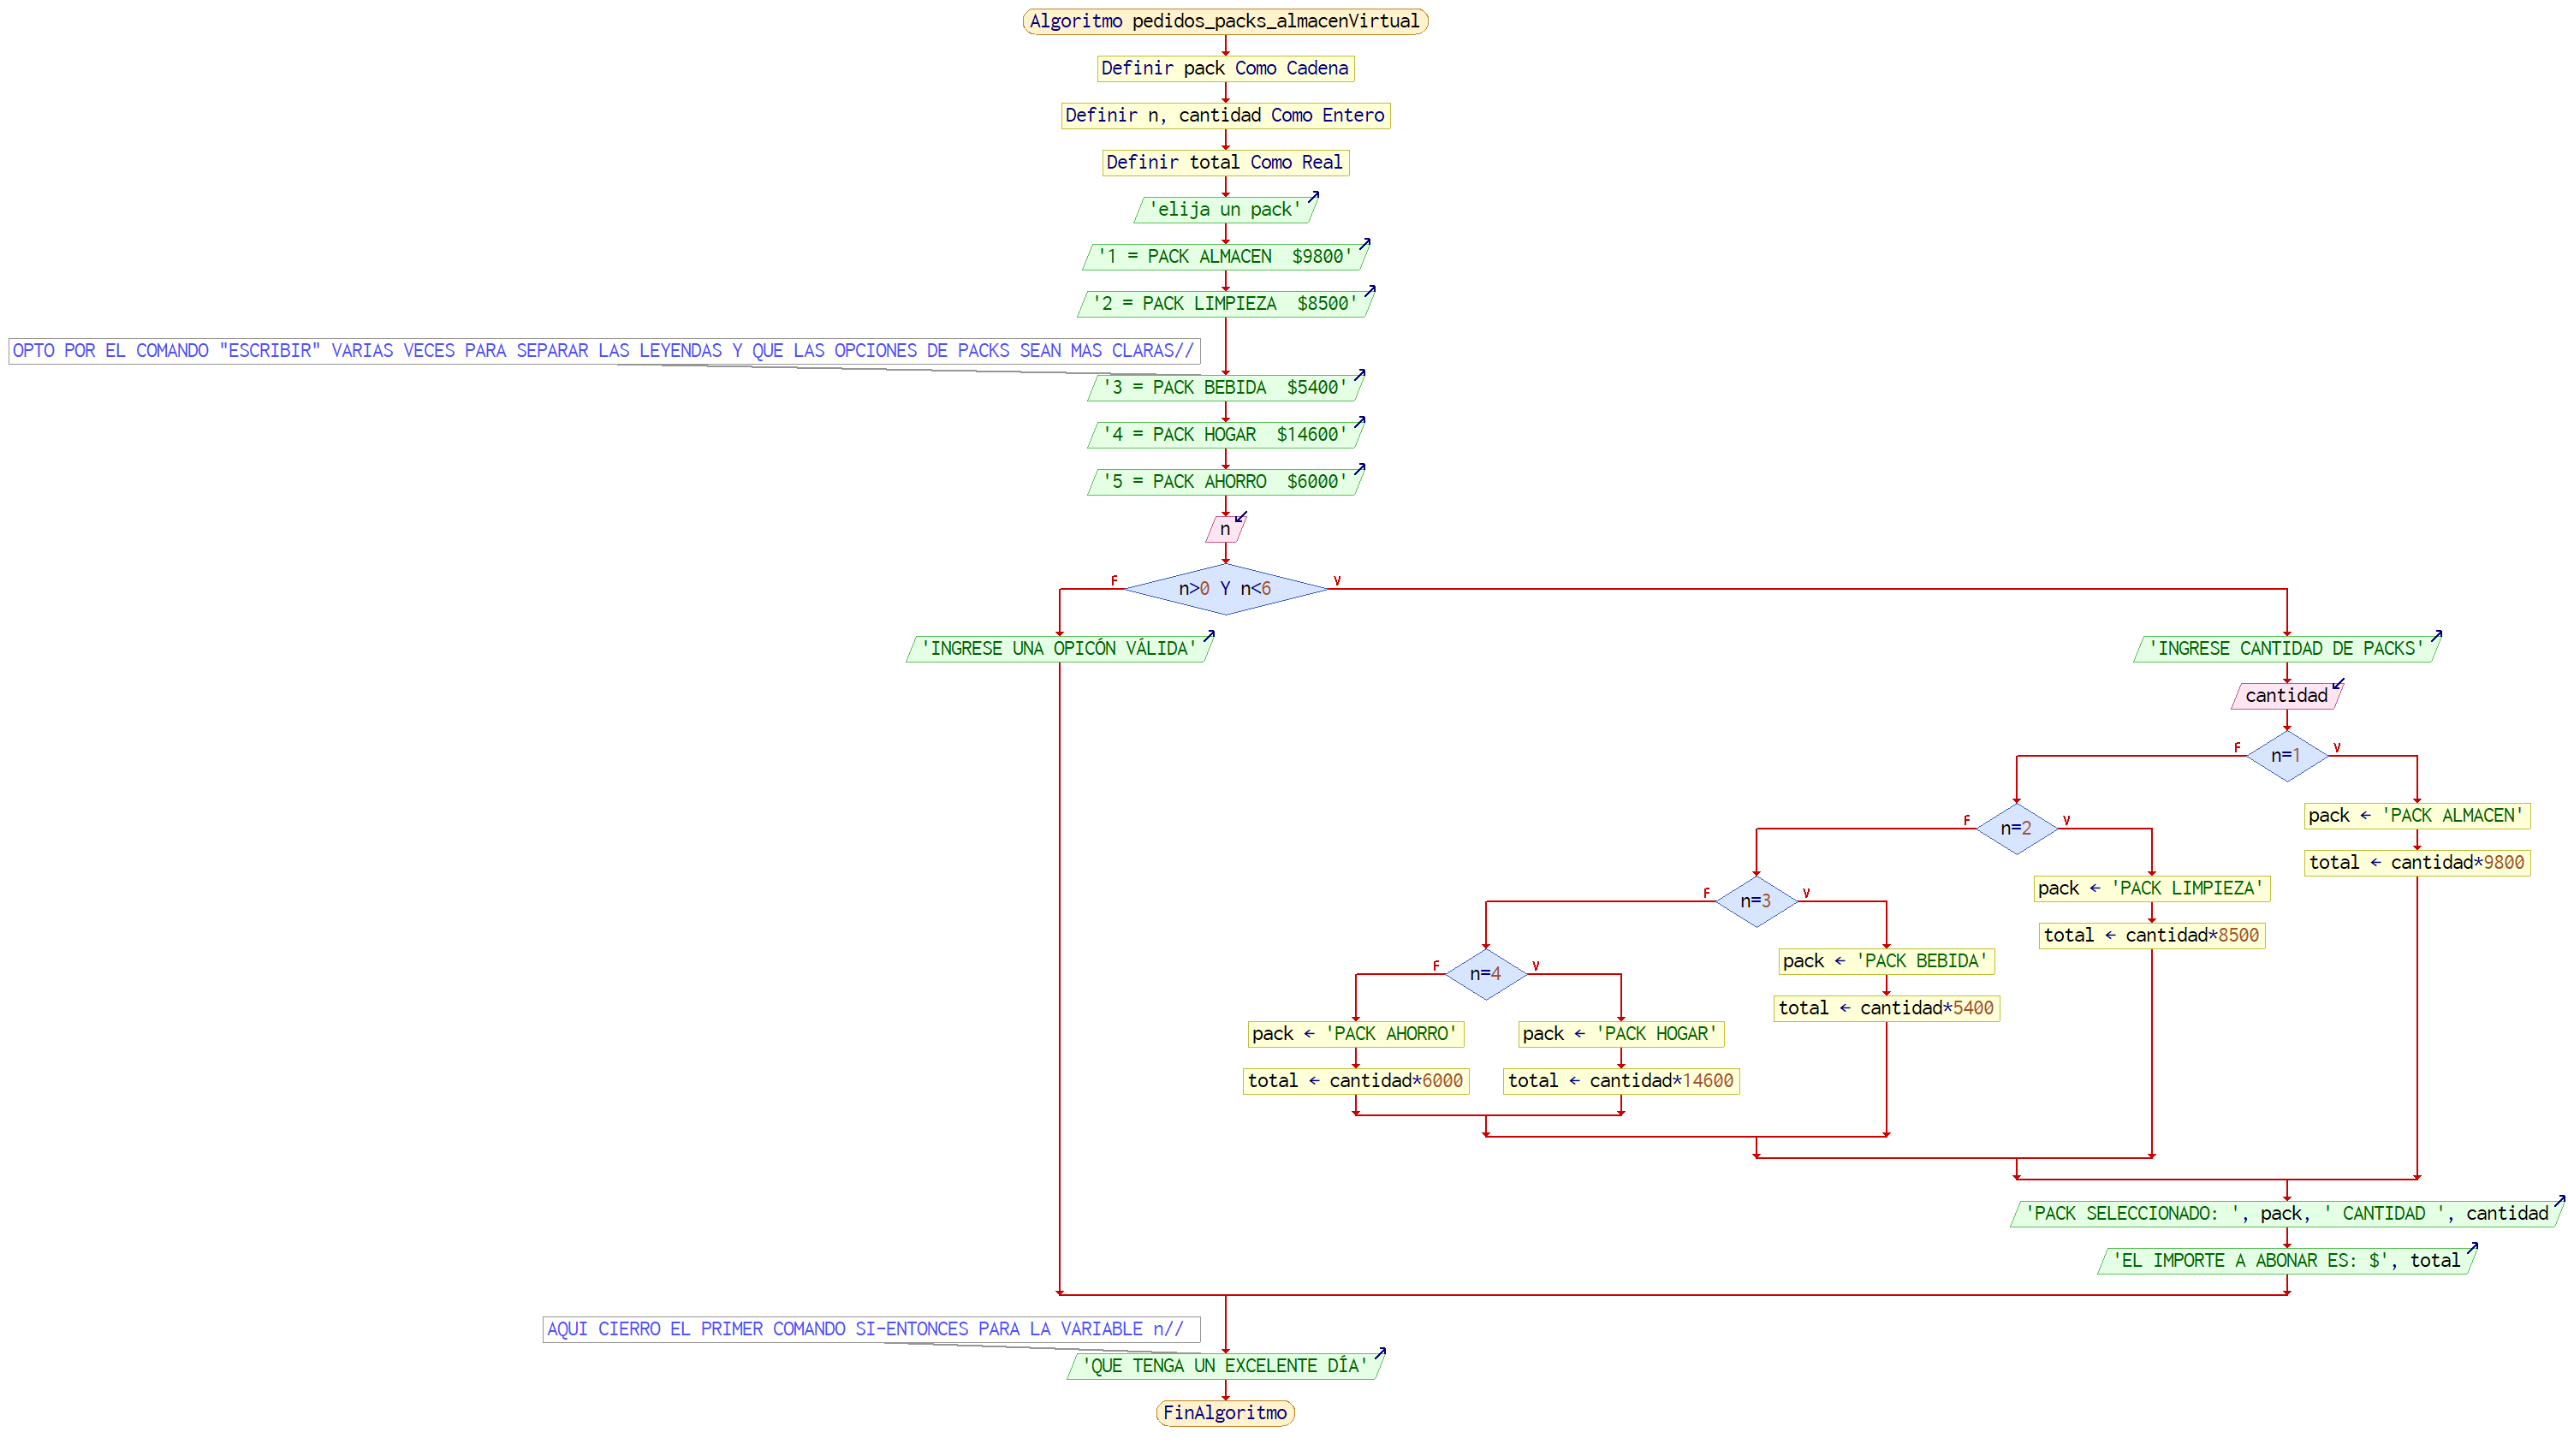 Algoritmo pedidos_packs_almacenVirtual
Definir pack Como Cadena
Definir n, cantidad Como Entero
Definir total Como Real
'elija un pack'
'1 = PACK ALMACEN  $9800'
'2 = PACK LIMPIEZA  $8500'
OPTO POR EL COMANDO "ESCRIBIR" VARIAS VECES PARA SEPARAR LAS LEYENDAS Y QUE LAS OPCIONES DE PACKS SEAN MAS CLARAS//
'3 = PACK BEBIDA  $5400'
'4 = PACK HOGAR  $14600'
'5 = PACK AHORRO  $6000'
n
F
n>0 Y n<6
V
'INGRESE UNA OPICÓN VÁLIDA'
'INGRESE CANTIDAD DE PACKS'
cantidad
F
n=1
V
pack ← 'PACK ALMACEN'
total ← cantidad*9800
F
n=2
V
pack ← 'PACK LIMPIEZA'
total ← cantidad*8500
F
n=3
V
pack ← 'PACK BEBIDA'
total ← cantidad*5400
F
n=4
V
pack ← 'PACK AHORRO'
total ← cantidad*6000
pack ← 'PACK HOGAR'
total ← cantidad*14600
'PACK SELECCIONADO: ', pack, ' CANTIDAD ', cantidad
'EL IMPORTE A ABONAR ES: $', total
AQUI CIERRO EL PRIMER COMANDO SI-ENTONCES PARA LA VARIABLE n//
'QUE TENGA UN EXCELENTE DÍA'
FinAlgoritmo